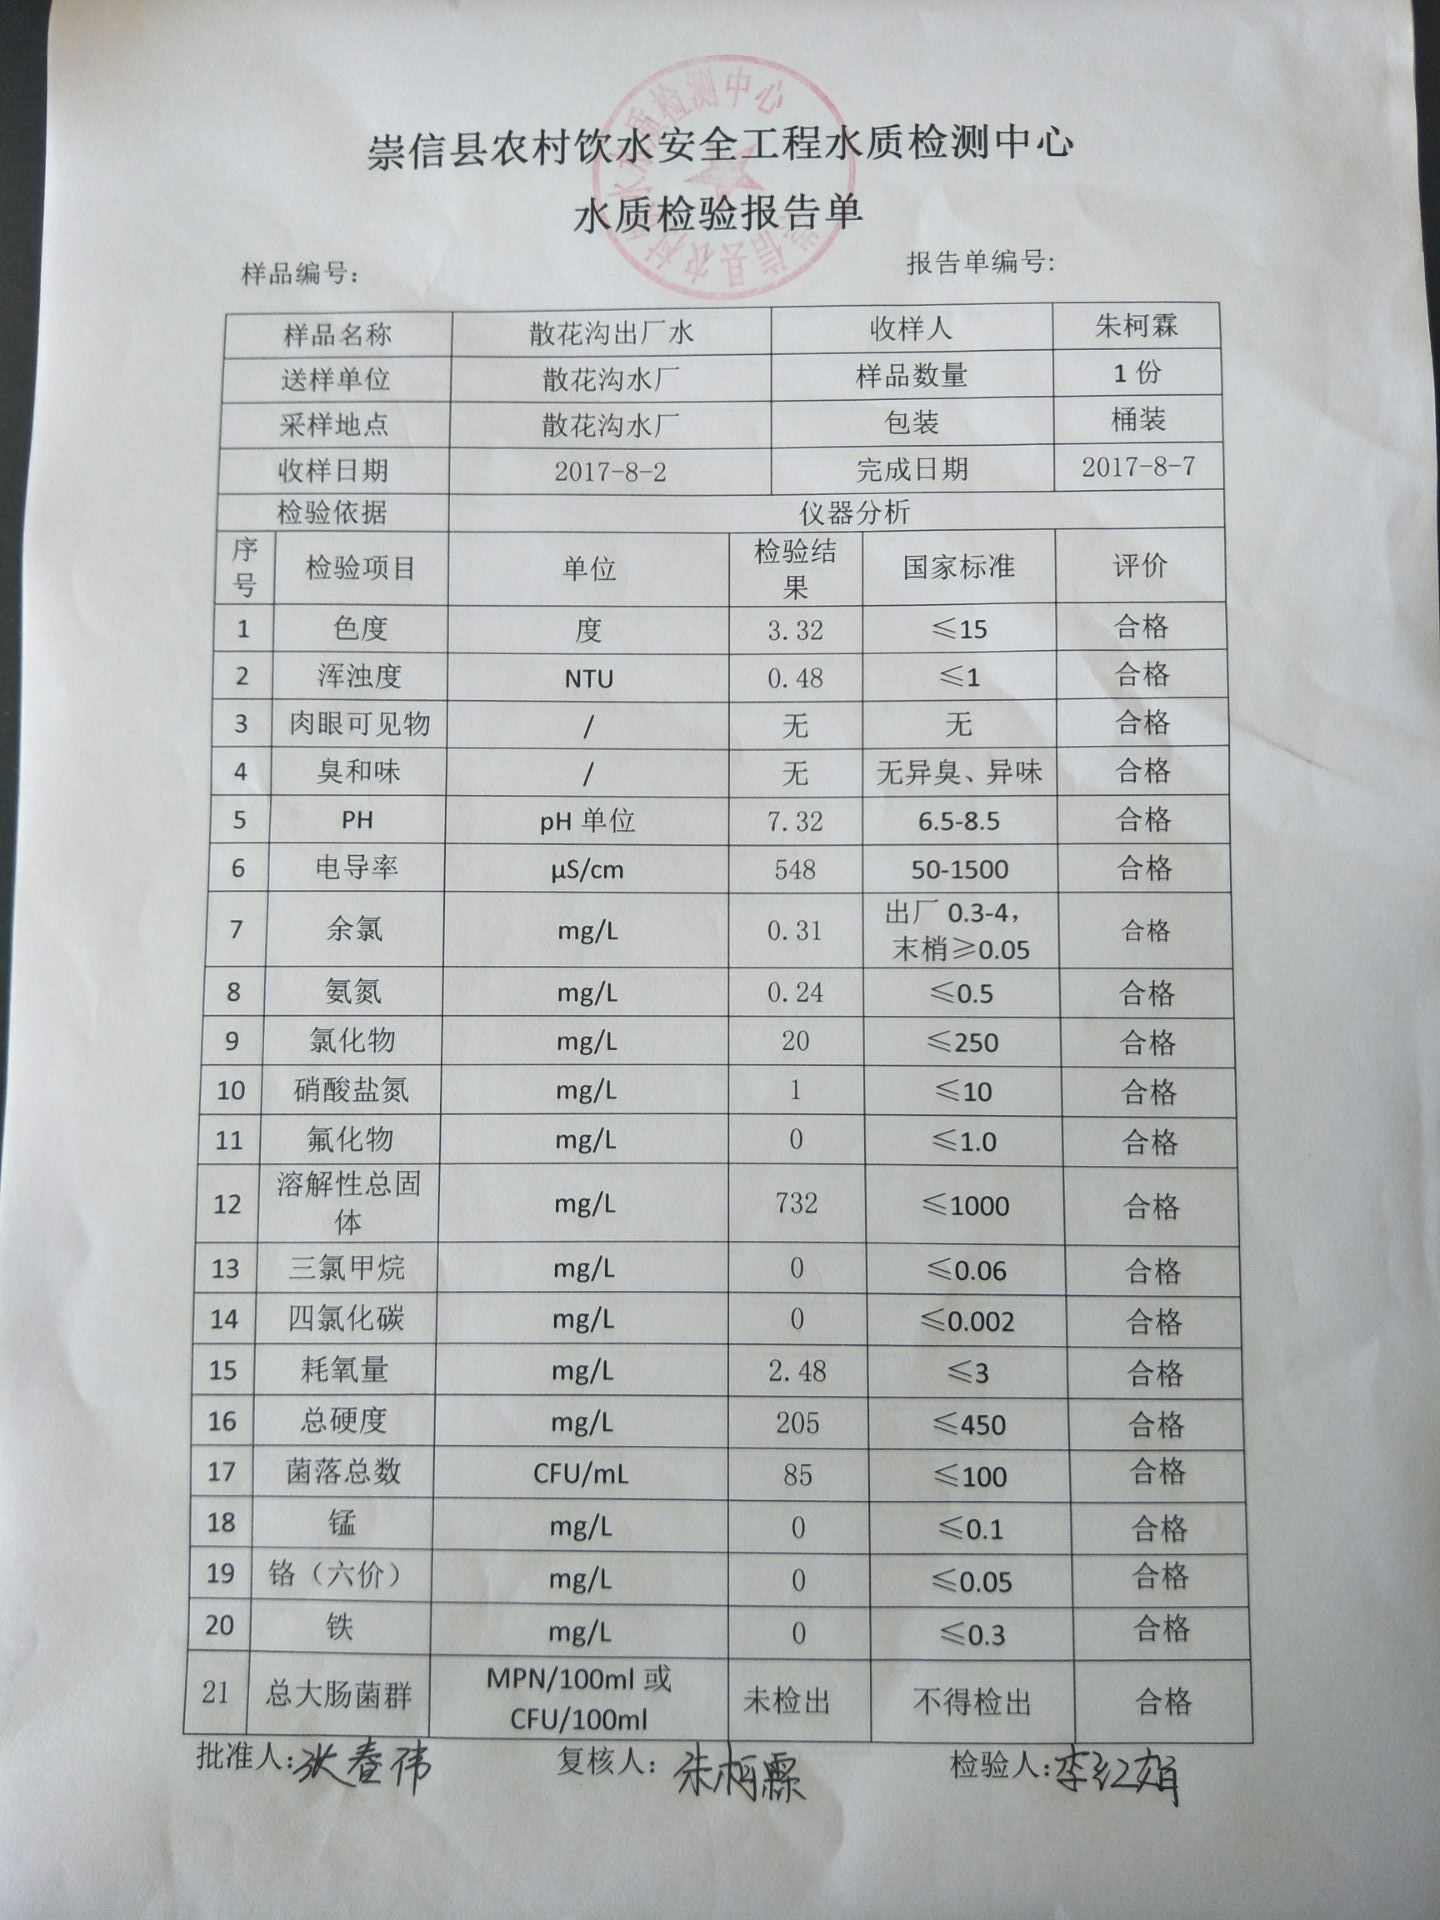 崇信县农村饮水安全工程水质检测中心
水质检验报告单
样品编号： 报告单编号:
样品名称 散花沟出厂水 收样人 朱柯霖
送样单位 散花沟水厂 样品数量 1 份
采样地点 散花沟水厂 包装 桶装
收样日期 2017-8-2 完成日期 2017-8-7
检验依据 仪器分析
序号 检验项目 单位 检验结果 国家标准 评价
1 色度 度 3.32 ≤15 合格
2 浑浊度 NTU 0.48 ≤1 合格
3 肉眼可见物 / 无 无 合格
4 臭和味 / 无 无异臭、异味 合格
5 PH pH 单位 7.32 6.5-8.5 合格
6 电导率 μS/cm 548 50-1500 合格
7 余氯 mg/L 0.31 出厂 0.3-4，末梢≥0.05 合格
8 氨氮 mg/L 0.24 ≤0.5 合格
9 氯化物 mg/L 20 ≤250 合格
10 硝酸盐氮 mg/L 1 ≤10 合格
11 氟化物 mg/L 0 ≤1.0 合格
12 溶解性总固体 mg/L 732 ≤1000 合格
13 三氯甲烷 mg/L 0 ≤0.06 合格
14 四氯化碳 mg/L 0 ≤0.002 合格
15 耗氧量 mg/L 2.48 ≤3 合格
16 总硬度 mg/L 205 ≤450 合格
17 菌落总数 CFU/mL 85 ≤100 合格
18 锰 mg/L 0 ≤0.1 合格
19 铬（六价） mg/L 0 ≤0.05 合格
20 铁 mg/L 0 ≤0.3 合格
21 总大肠菌群 MPN/100ml 或 CFU/100ml 未检出 不得检出 合格
批准人:张春伟 复核人：朱柯霖 检验人:李红娟